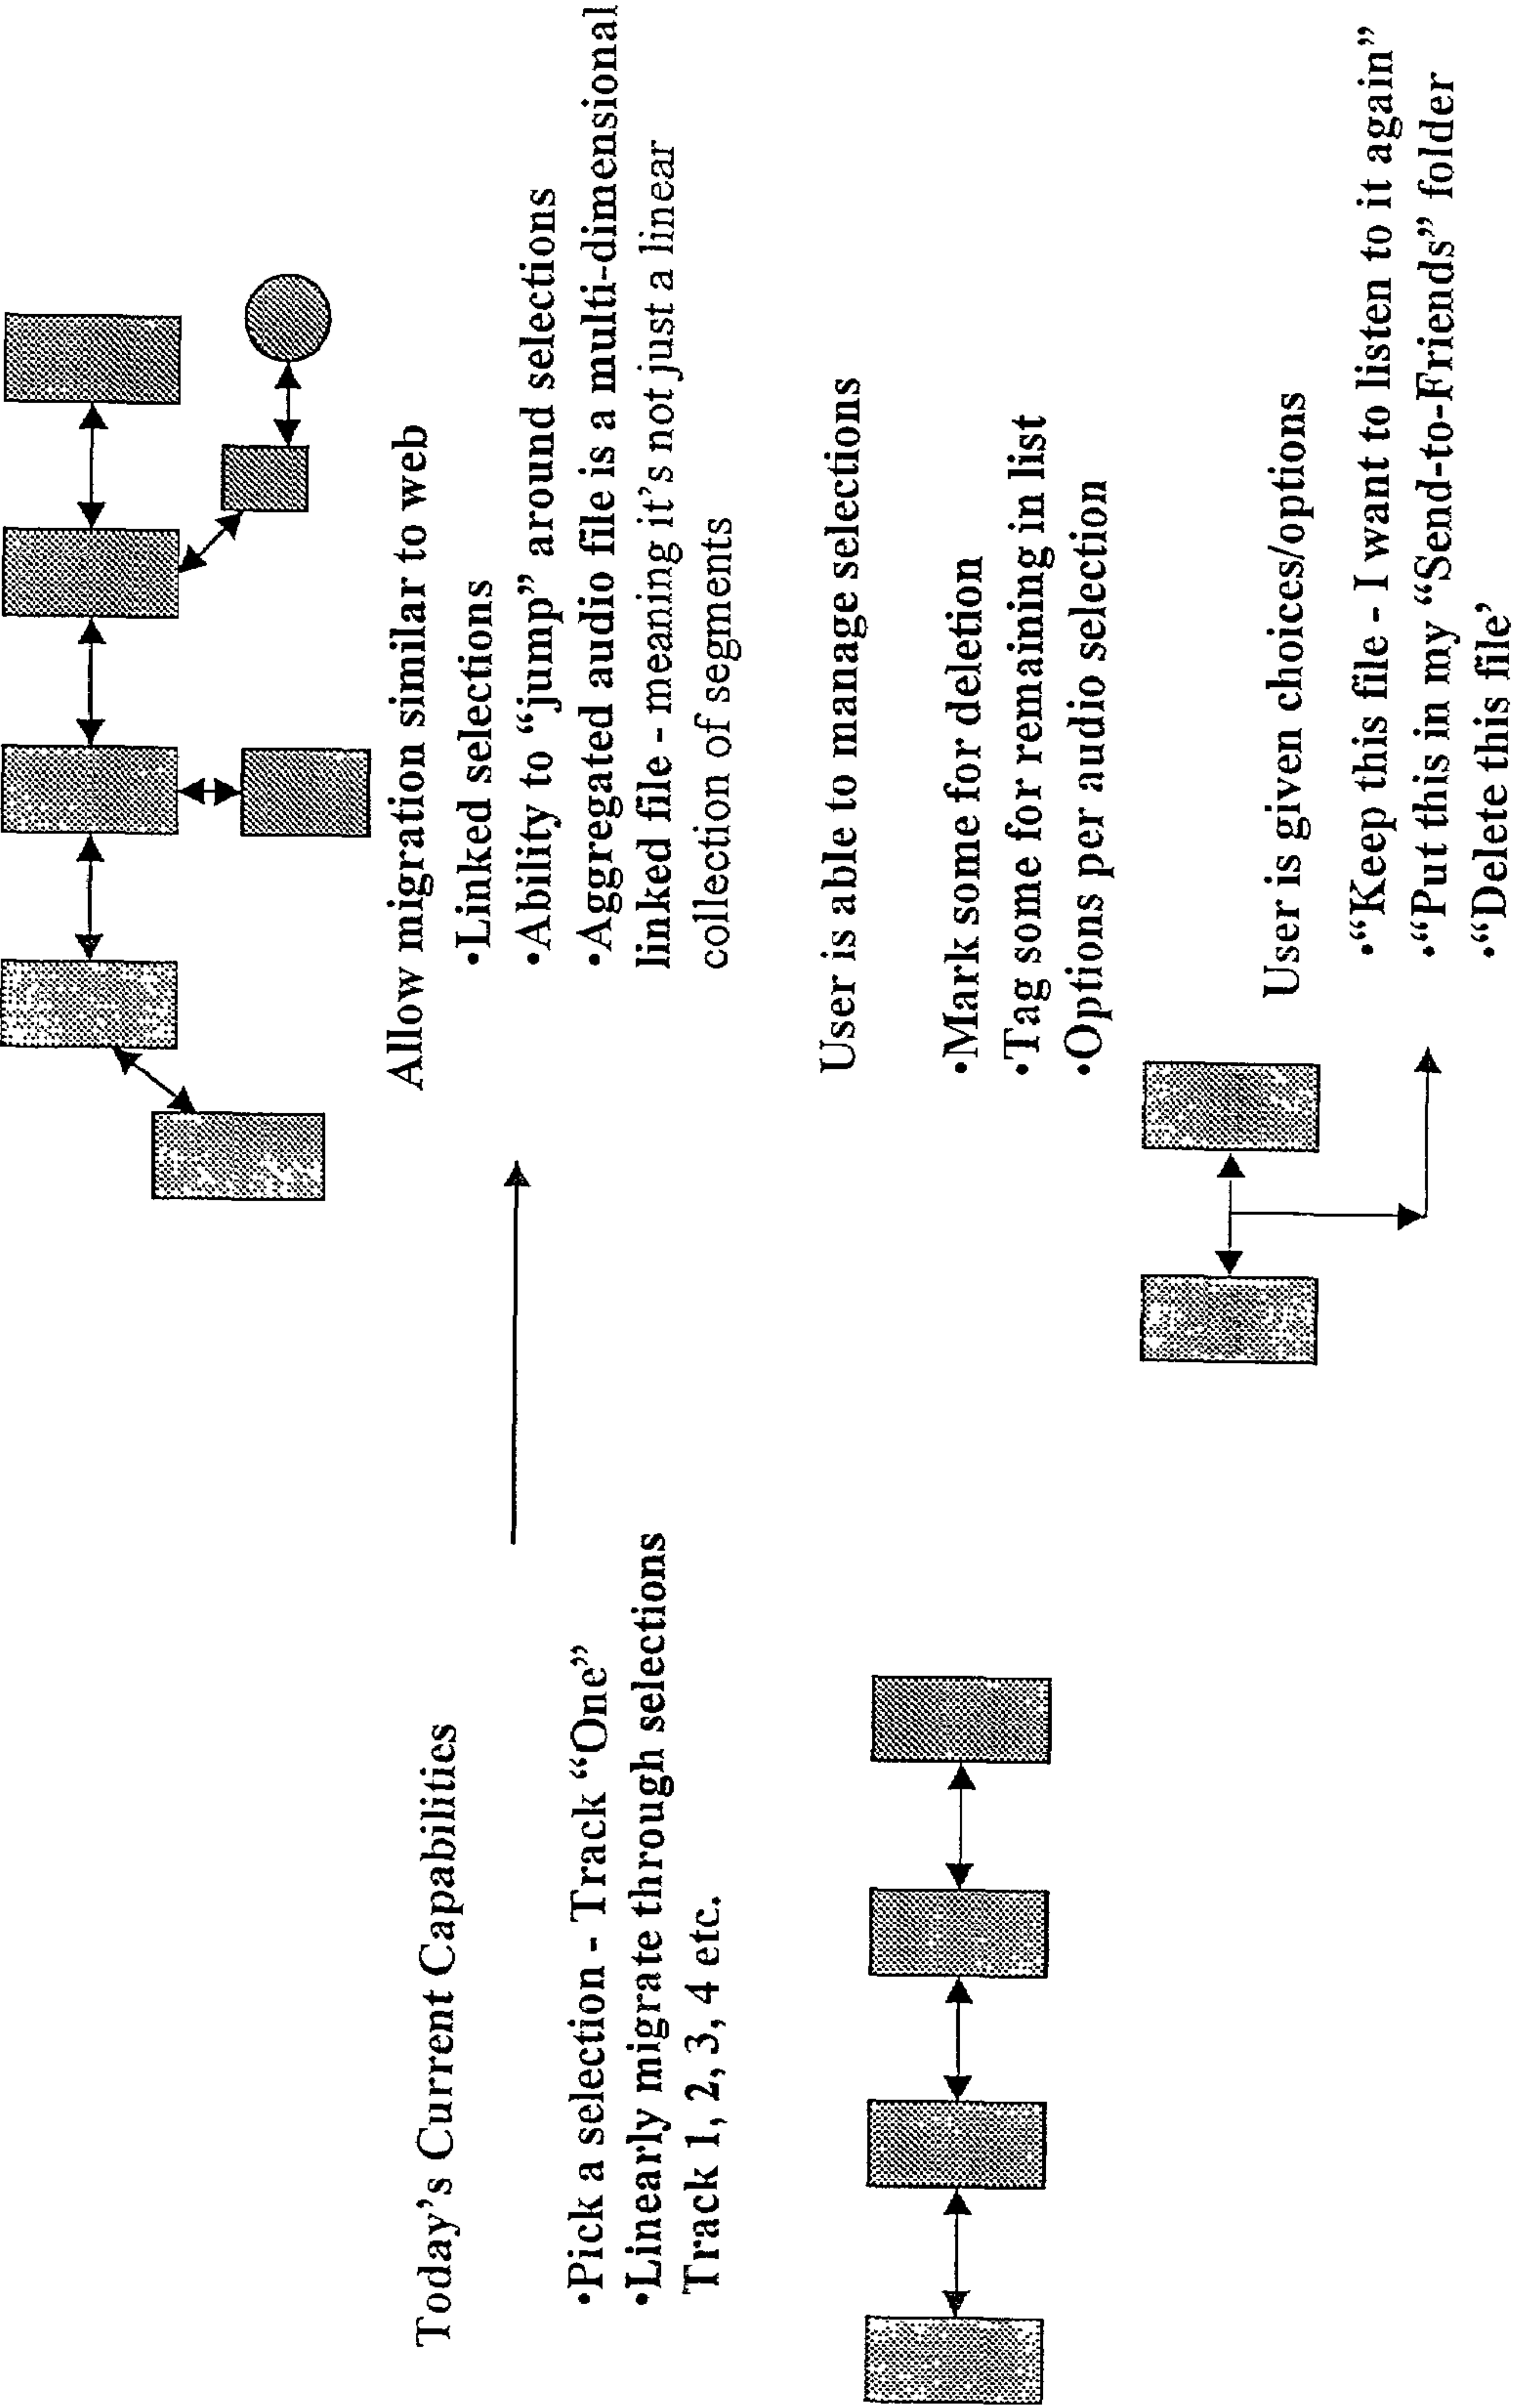 Today's Current Capabilities
•Pick a selection - Track “One”
•Linearly migrate through selections
Track 1, 2, 3, 4 etc.
Allow migration similar to web
•Linked selections
•Ability to “jump” around selections
•Aggregated audio file is a multi-dimensional
linked file - meaning it's not just a linear
collection of segments
User is able to manage selections
•Mark some for deletion
•Tag some for remaining in list
•Options per audio selection
User is given choices/options
•“Keep this file - I want to listen to it again”
•“Put this in my “Send-to-Friends” folder
•“Delete this file’